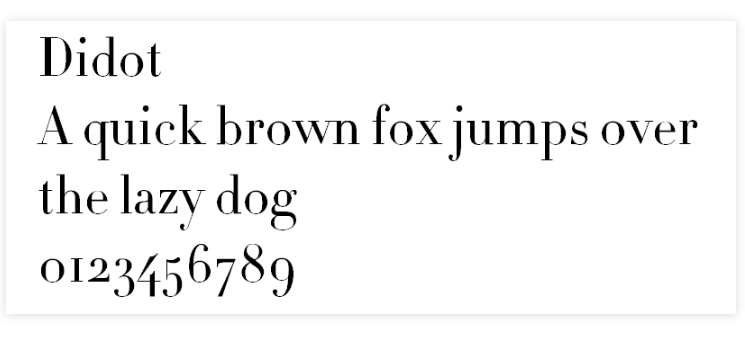 Didot
A quick brown fox jumps over
the lazy dog
0123456789